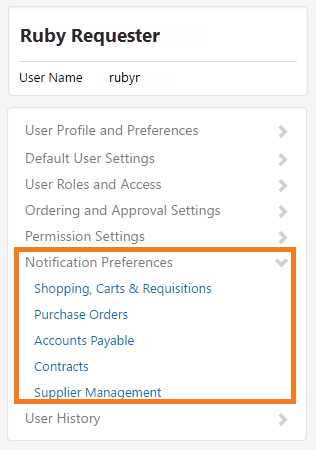 Ruby Requester
User Name rubyr
User Profile and Preferences
Default User Settings
User Roles and Access
Ordering and Approval Settings
Permission Settings
Notification Preferences
Shopping, Carts & Requisitions
Purchase Orders
Accounts Payable
Contracts
Supplier Management
User History